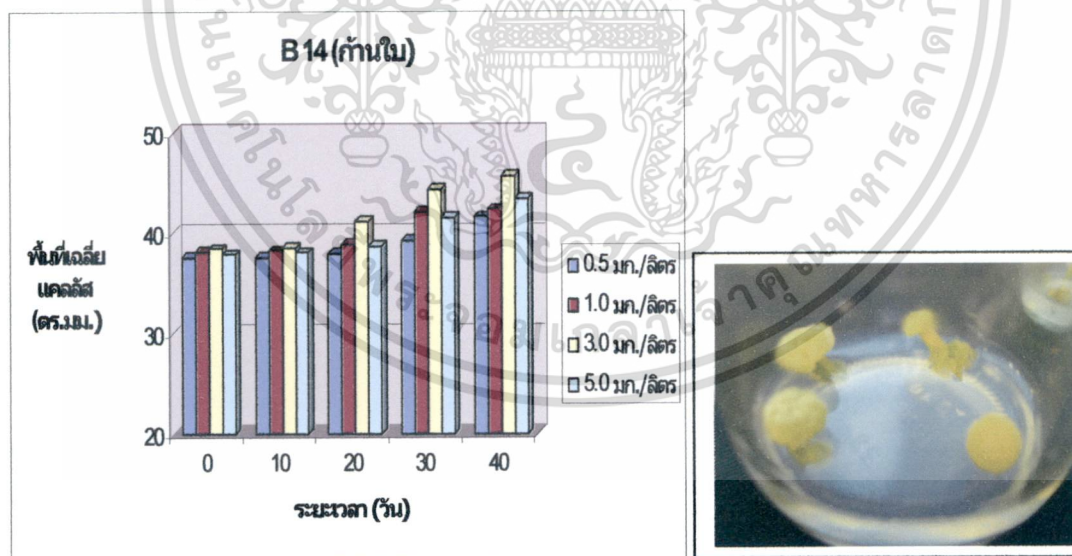 B 14 (ก้านใบ)
50
40
30
20
พื้นที่เฉลี่ย
แคลลัส
(ตร.มม.)
0 10 20 30 40
ระยะเวลา (วัน)
0.5 มก./ลิตร
1.0 มก./ลิตร
3.0 มก./ลิตร
5.0 มก./ลิตร